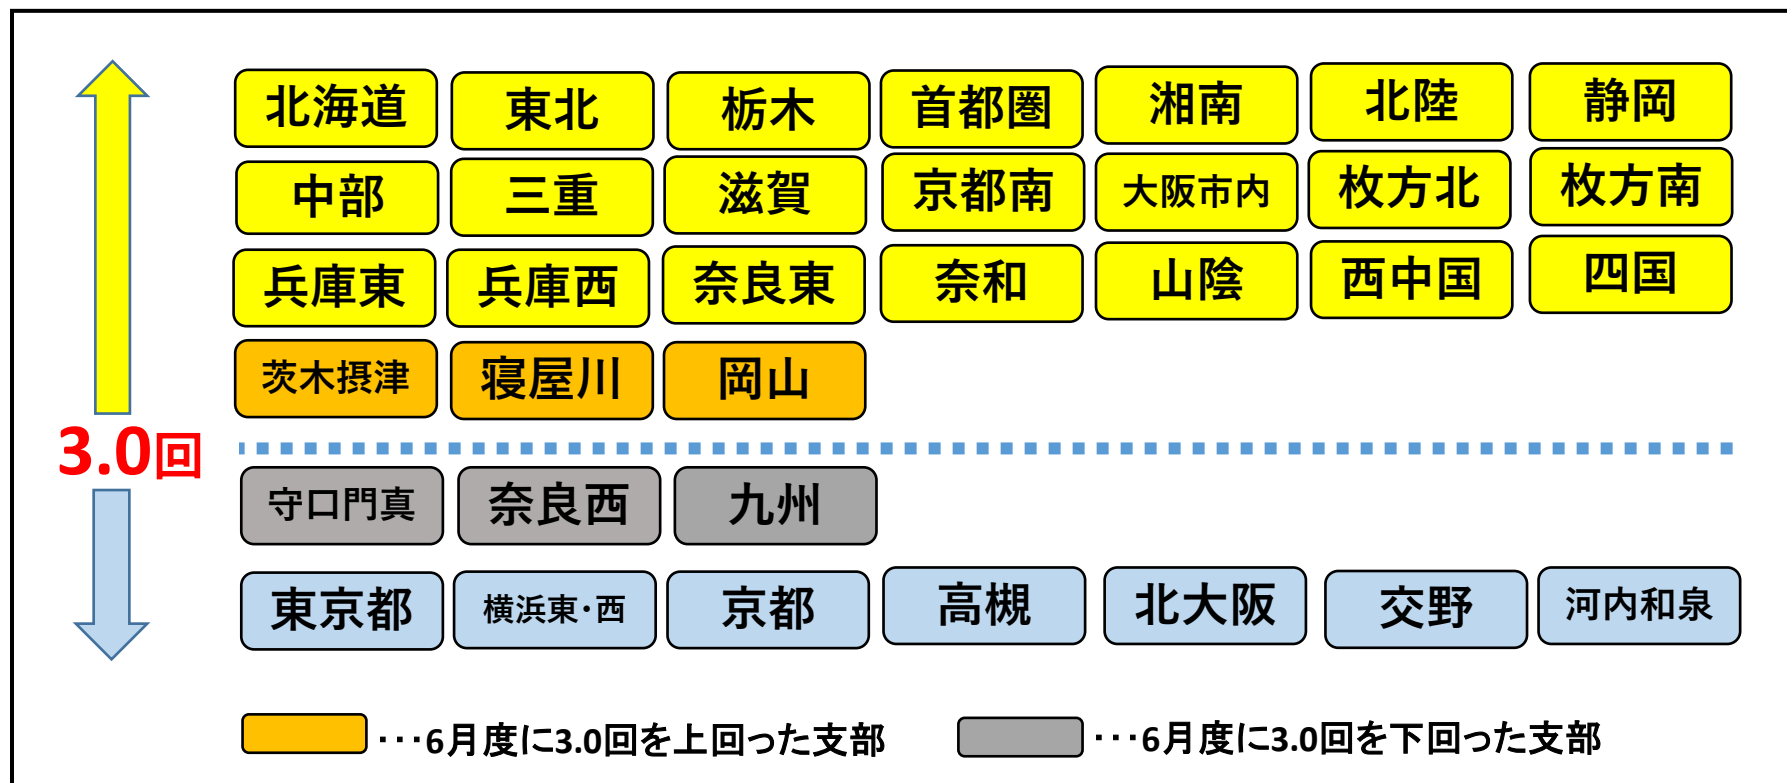 北海道 東北 栃木 首都圏 湘南 北陸 静岡
中部 三重 滋賀 京都南 大阪市内 枚方北 枚方南
兵庫東 兵庫西 奈良東 奈和 山陰 西中国 四国
茨木摂津 寝屋川 岡山
3.0回
守口門真 奈良西 九州
東京都 横浜東・西 京都 高槻 北大阪 交野 河内和泉
・・・6月度に3.0回を上回った支部 ・・・6月度に3.0回を下回った支部